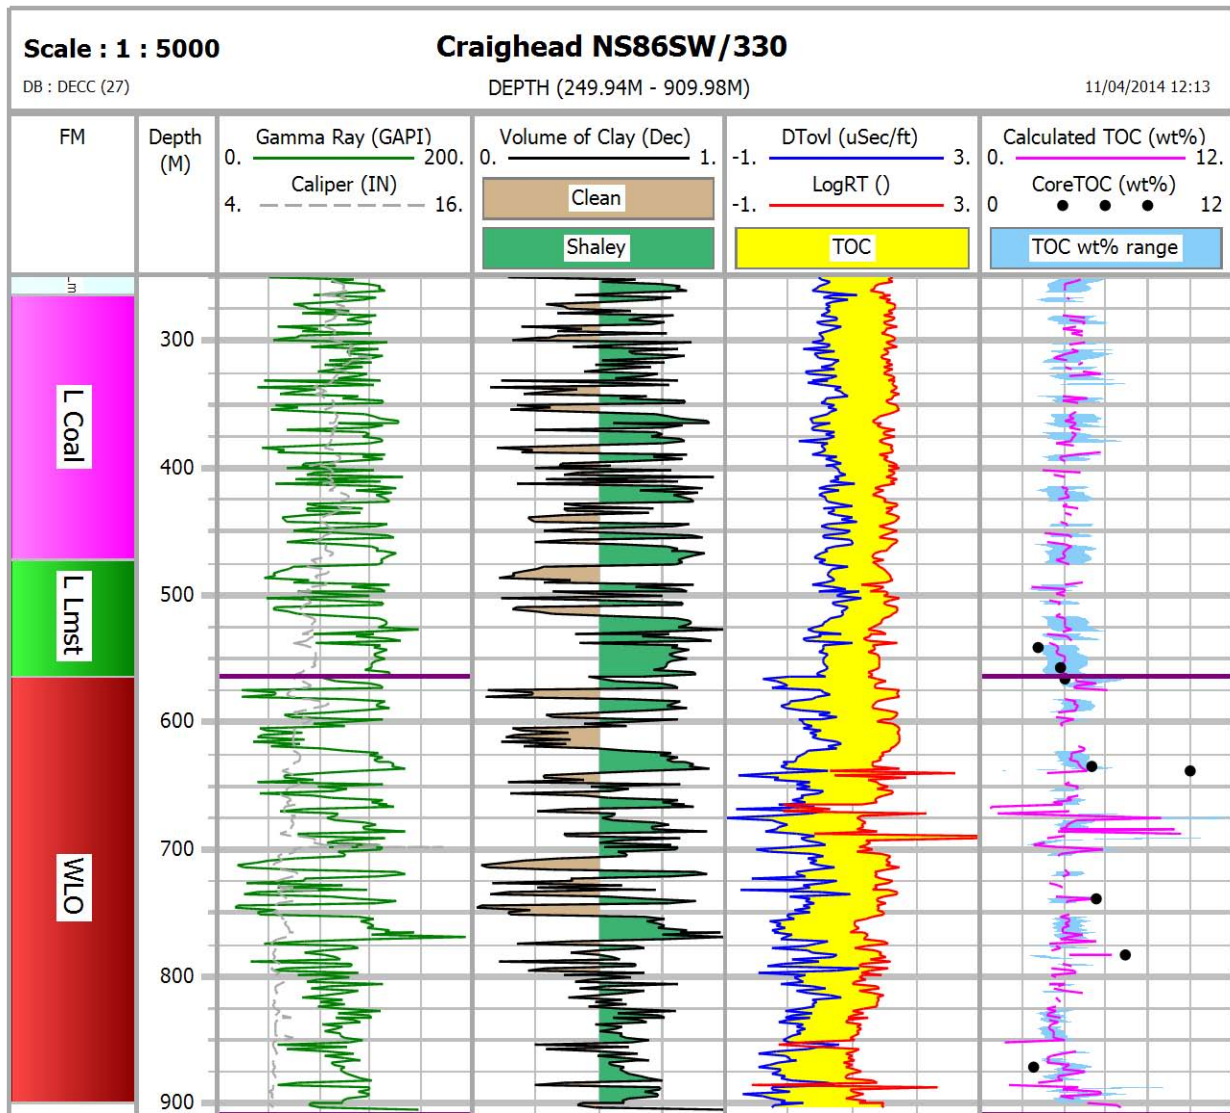 Scale : 1 : 5000
Craighead NS86SW/330
DB : DECC (27)
DEPTH (249.94M - 909.98M)
11/04/2014 12:13
FM
Depth
(M)
Gamma Ray (GAPI)
0. 200.
Caliper (IN)
4. 16.
Volume of Clay (Dec)
0. 1.
Clean
Shaley
DTovl (uSec/ft)
-1. 3.
LogRT ()
-1. 3.
TOC
Calculated TOC (wt%)
0. 12.
CoreTOC (wt%)
0 12
TOC wt% range
_m
L Coal
L Lmst
WLO
300
400
500
600
700
800
900